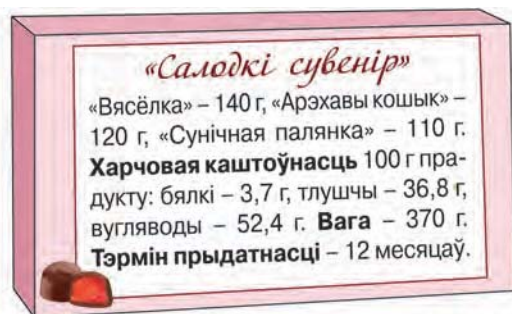 «Салодкі сувенір»
«Вясёлка» – 140 г, «Арэхавы кошык» –
120 г, «Сунічная палянка» – 110 г.
Харчовая каштоўнасць 100 г пра-
дукту: бялкі – 3,7 г, тлушчы – 36,8 г,
вугляводы – 52,4 г. Вага – 370 г.
Тэрмін прыдатнасці – 12 месяцаў.